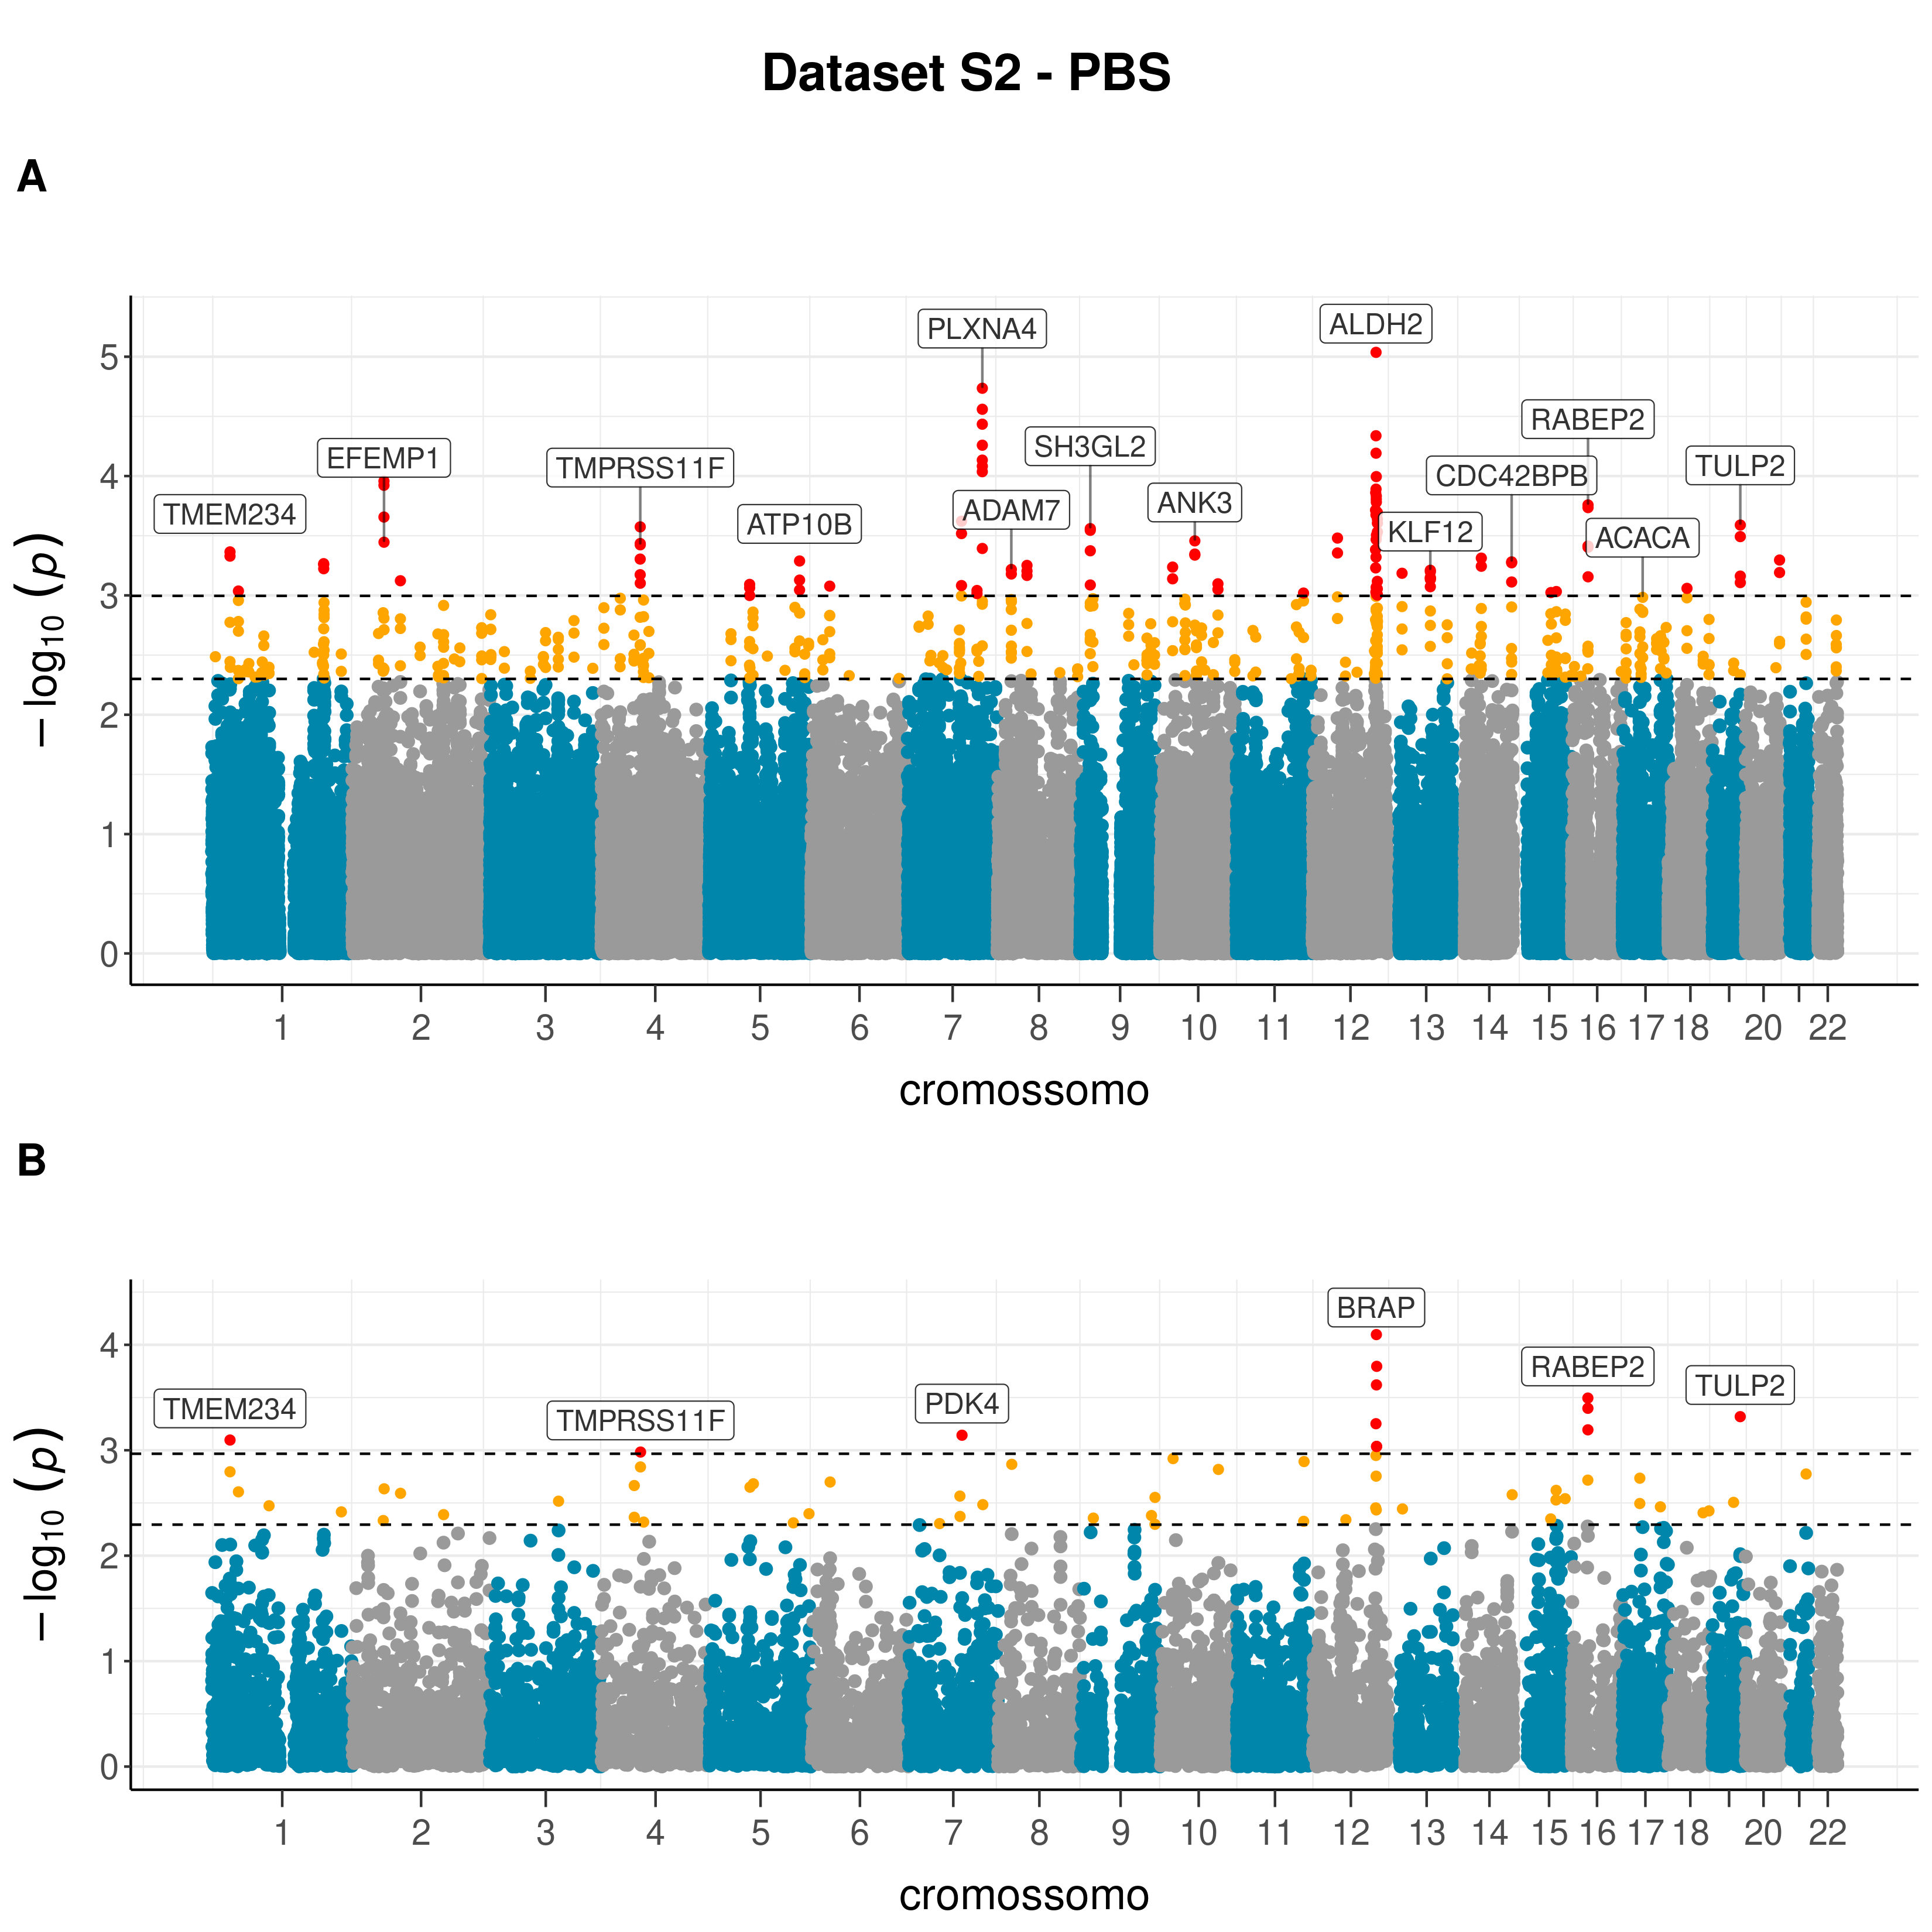 Dataset S2 - PBS
A
PLXNA4
ALDH2
RABEP2
SH3GL2
EFEMP1
TMPRSS11F
CDC42BPB
TULP2
TMEM234
ATP10B
ADAM7
ANK3
KLF12
ACACA
5
4
3
2
1
0
− log10 (p)
1 2 3 4 5 6 7 8 9 10 11 12 13 14 15 16 17 18 20 22
cromossomo
B
BRAP
RABEP2
TULP2
TMEM234
TMPRSS11F
PDK4
4
3
2
1
0
− log10 (p)
1 2 3 4 5 6 7 8 9 10 11 12 13 14 15 16 17 18 20 22
cromossomo